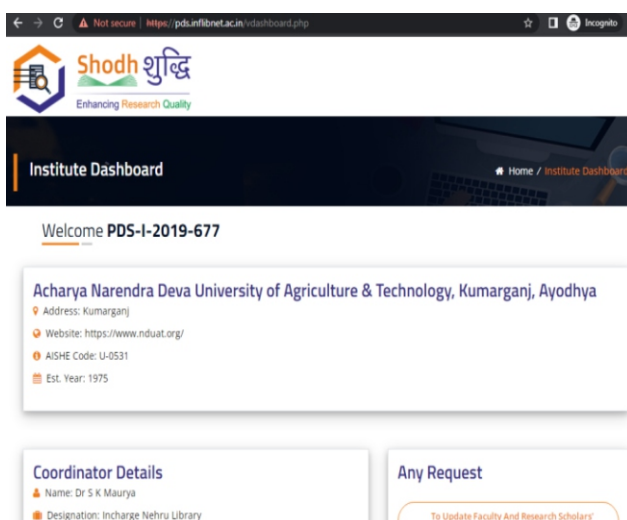 Not secure | https://pds.inflibnet.ac.in/vdashboard.php
Incognito
Shodh शुद्धि
Enhancing Research Quality
Institute Dashboard
Home / Institute Dashboard
Welcome PDS-I-2019-677
Acharya Narendra Deva University of Agriculture & Technology, Kumarganj, Ayodhya
Address: Kumarganj
Website: https://www.nduat.org/
AISHE Code: U-0531
Est. Year: 1975
Coordinator Details
Any Request
Name: Dr S K Maurya
Designation: Incharge Nehru Library
To Update Faculty And Research Scholars'